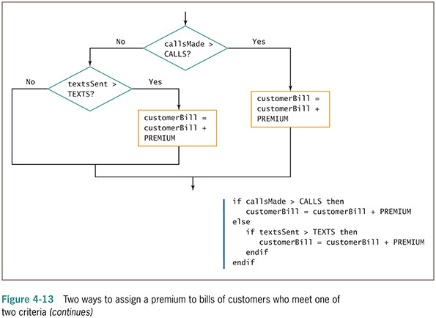 callsMade >
CALLS?
No
Yes
textsSent >
TEXTS?
No
Yes
customerBill =
customerBill +
PREMIUM
customerBill =
customerBill +
PREMIUM
if callsMade > CALLS then
customerBill = customerBill + PREMIUM
else
if textsSent > TEXTS then
customerBill = customerBill + PREMIUM
endif
endif
Figure 4-13 Two ways to assign a premium to bills of customers who meet one of
two criteria (continues)